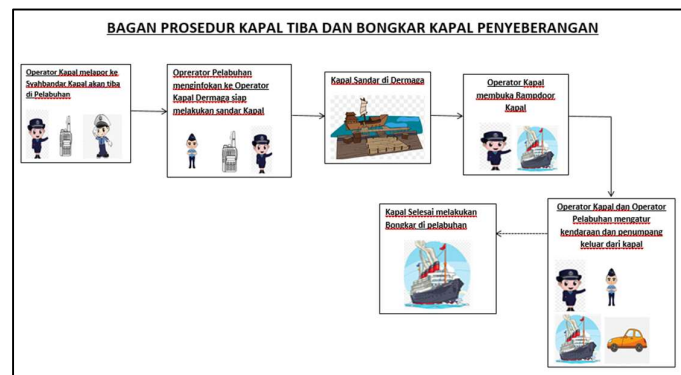 BAGAN PROSEDUR KAPAL TIBA DAN BONGKAR KAPAL PENYEBERANGAN
Operator Kapal melapor ke
Syahbandar Kapal akan tiba
di Pelabuhan
Oprerator Pelabuhan
menginfokan ke Operator
Kapal Dermaga siap
melakukan sandar Kapal
Kapal Sandar di Dermaga
Operator Kapal
membuka Rampdoor
Kapal
Operator Kapal dan Operator
Pelabuhan mengatur
kendaraan dan penumpang
keluar dari kapal
Kapal Selesai melakukan
Bongkar di pelabuhan